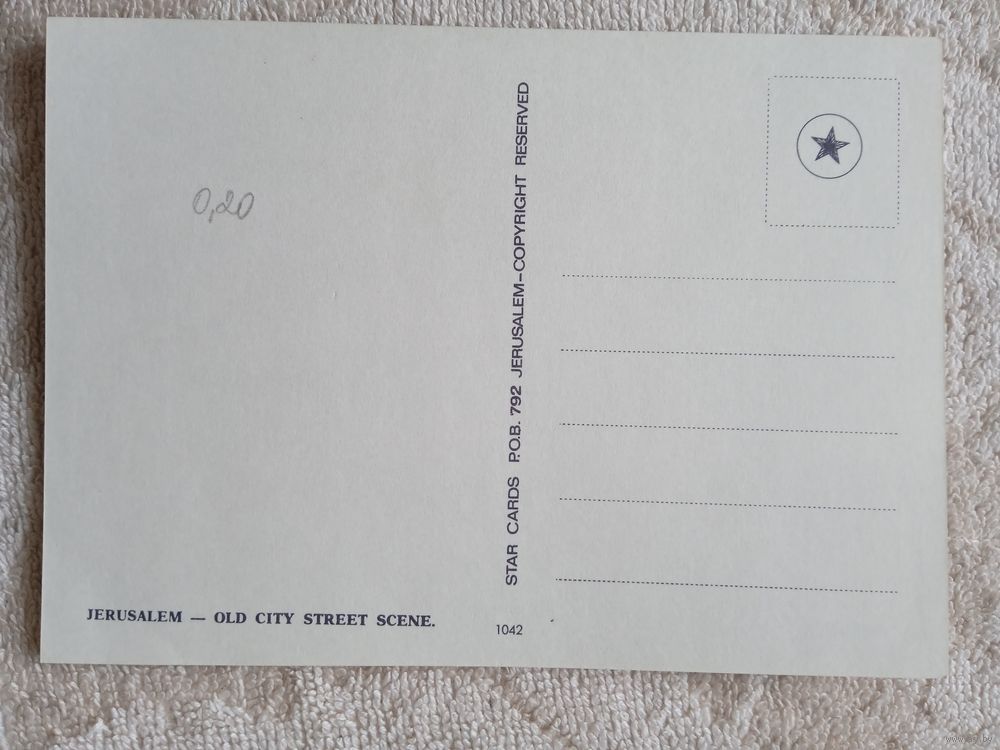 0,20
STAR CARDS P.O.B. 792 JERUSALEM-COPYRIGHT RESERVED
JERUSALEM — OLD CITY STREET SCENE.
1042